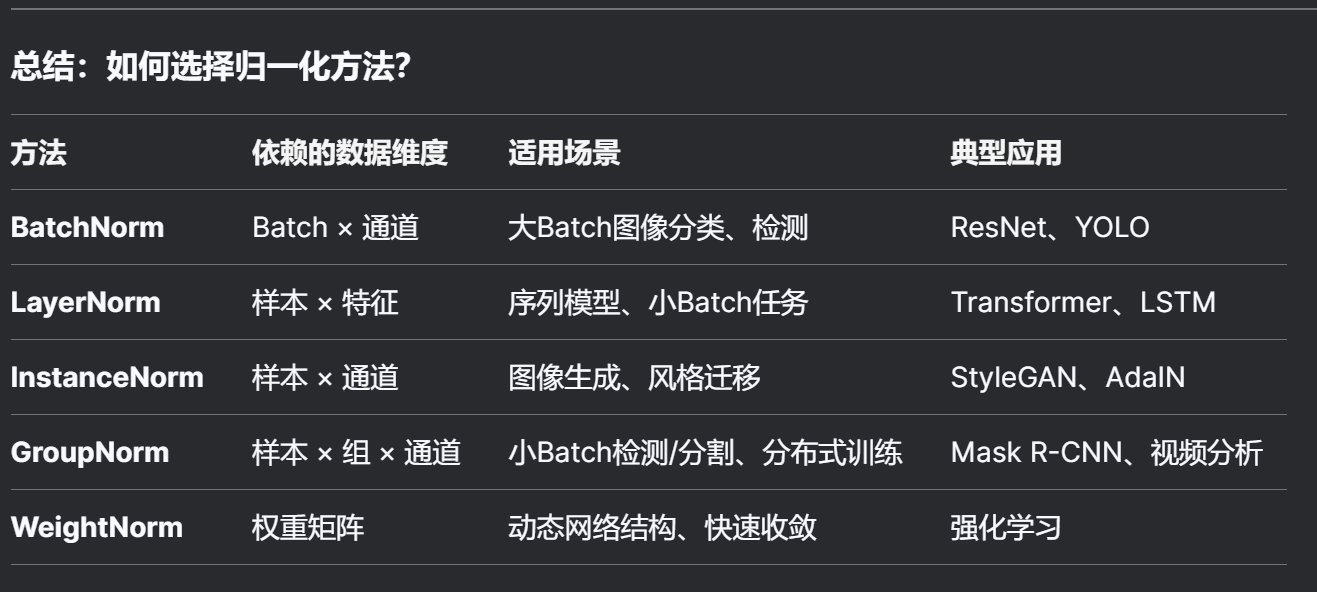 总结：如何选择归一化方法？
方法 依赖的数据维度 适用场景 典型应用
BatchNorm Batch × 通道 大Batch图像分类、检测 ResNet、YOLO
LayerNorm 样本 × 特征 序列模型、小Batch任务 Transformer、LSTM
InstanceNorm 样本 × 通道 图像生成、风格迁移 StyleGAN、AdaIN
GroupNorm 样本 × 组 × 通道 小Batch检测/分割、分布式训练 Mask R-CNN、视频分析
WeightNorm 权重矩阵 动态网络结构、快速收敛 强化学习